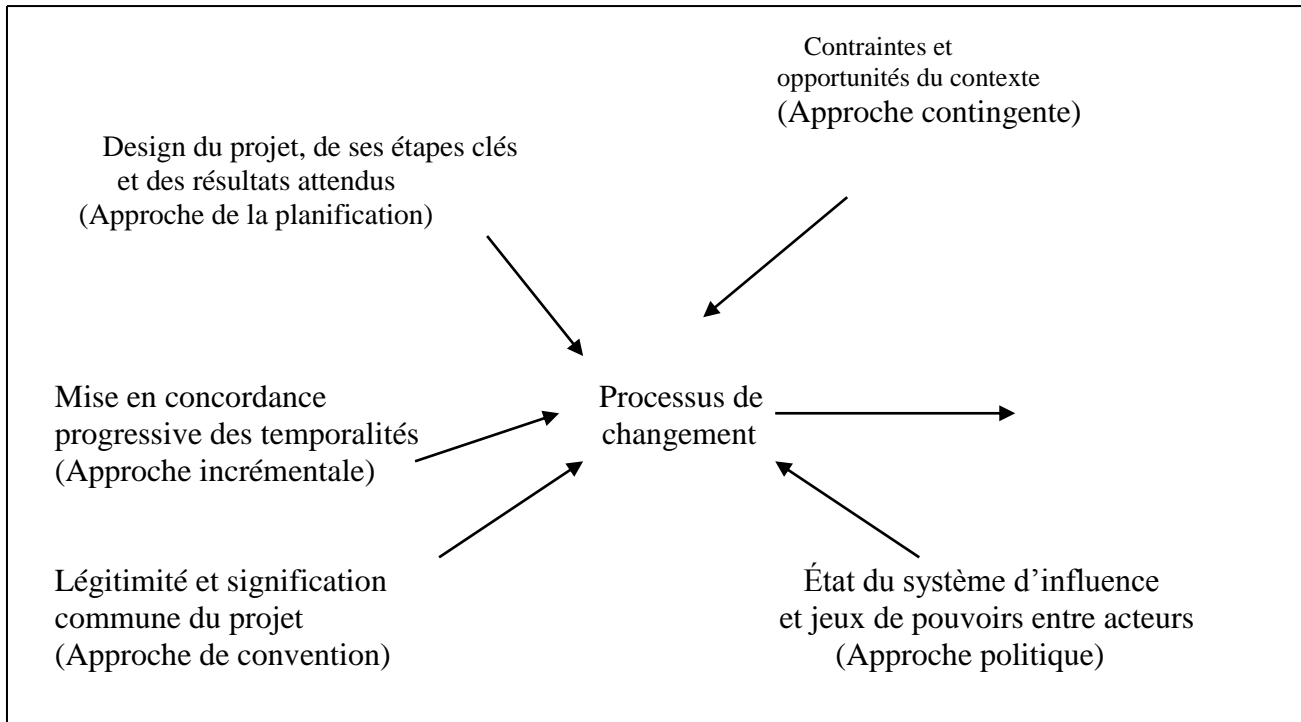 Contraintes et
opportunités du contexte
(Approche contingente)
Design du projet, de ses étapes clés
et des résultats attendus
(Approche de la planification)
Mise en concordance
progressive des temporalités
(Approche incrémentale)
Processus de
changement
Légitimité et signification
commune du projet
(Approche de convention)
État du système d’influence
et jeux de pouvoirs entre acteurs
(Approche politique)